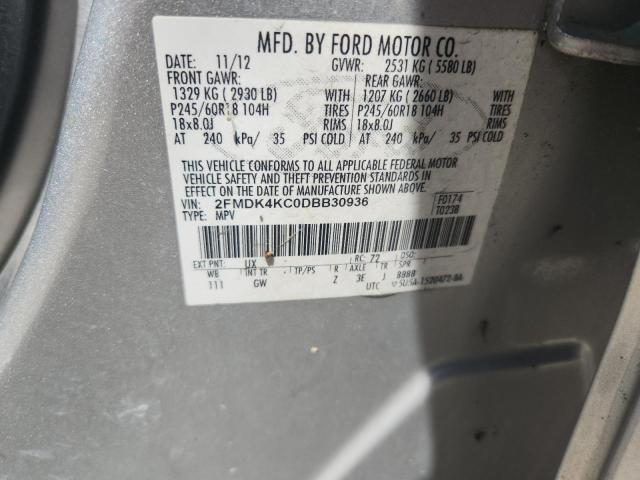 MFD. BY FORD MOTOR CO.
DATE: 11/12 GVWR: 2531 KG ( 5580 LB)
FRONT GAWR: REAR GAWR:
1329 KG ( 2930 LB) WITH 1207 KG ( 2660 LB) WITH
P245/60R18 104H TIRES P245/60R18 104H TIRES
18x8.0J RIMS 18x8.0J RIMS
AT 240 kPa/ 35 PSI COLD AT 240 kPa/ 35 PSI COLD
THIS VEHICLE CONFORMS TO ALL APPLICABLE FEDERAL MOTOR
VEHICLE SAFETY AND THEFT PREVENTION STANDARDS IN
EFFECT ON THE DATE OF MANUFACTURE SHOWN ABOVE.
VIN: 2FMDK4KC0DBB30936 F0174
TYPE: MPV T0238
EXT PNT: UX RC: 72 DSO:
WB INT TR TP/PS R AXLE TR SPR
111 GW Z 3E J BBBB
UTC